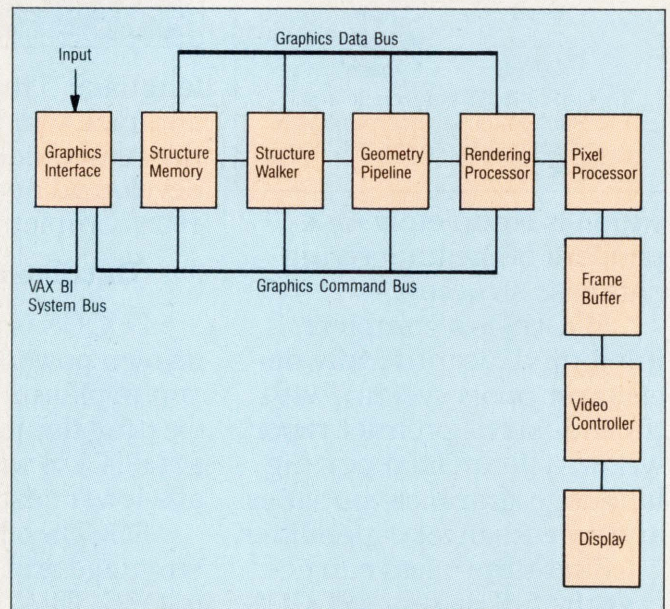 Graphics Data Bus
Input
Graphics
Interface
Structure
Memory
Structure
Walker
Geometry
Pipeline
Rendering
Processor
Pixel
Processor
VAX BI
System Bus
Graphics Command Bus
Frame
Buffer
Video
Controller
Display